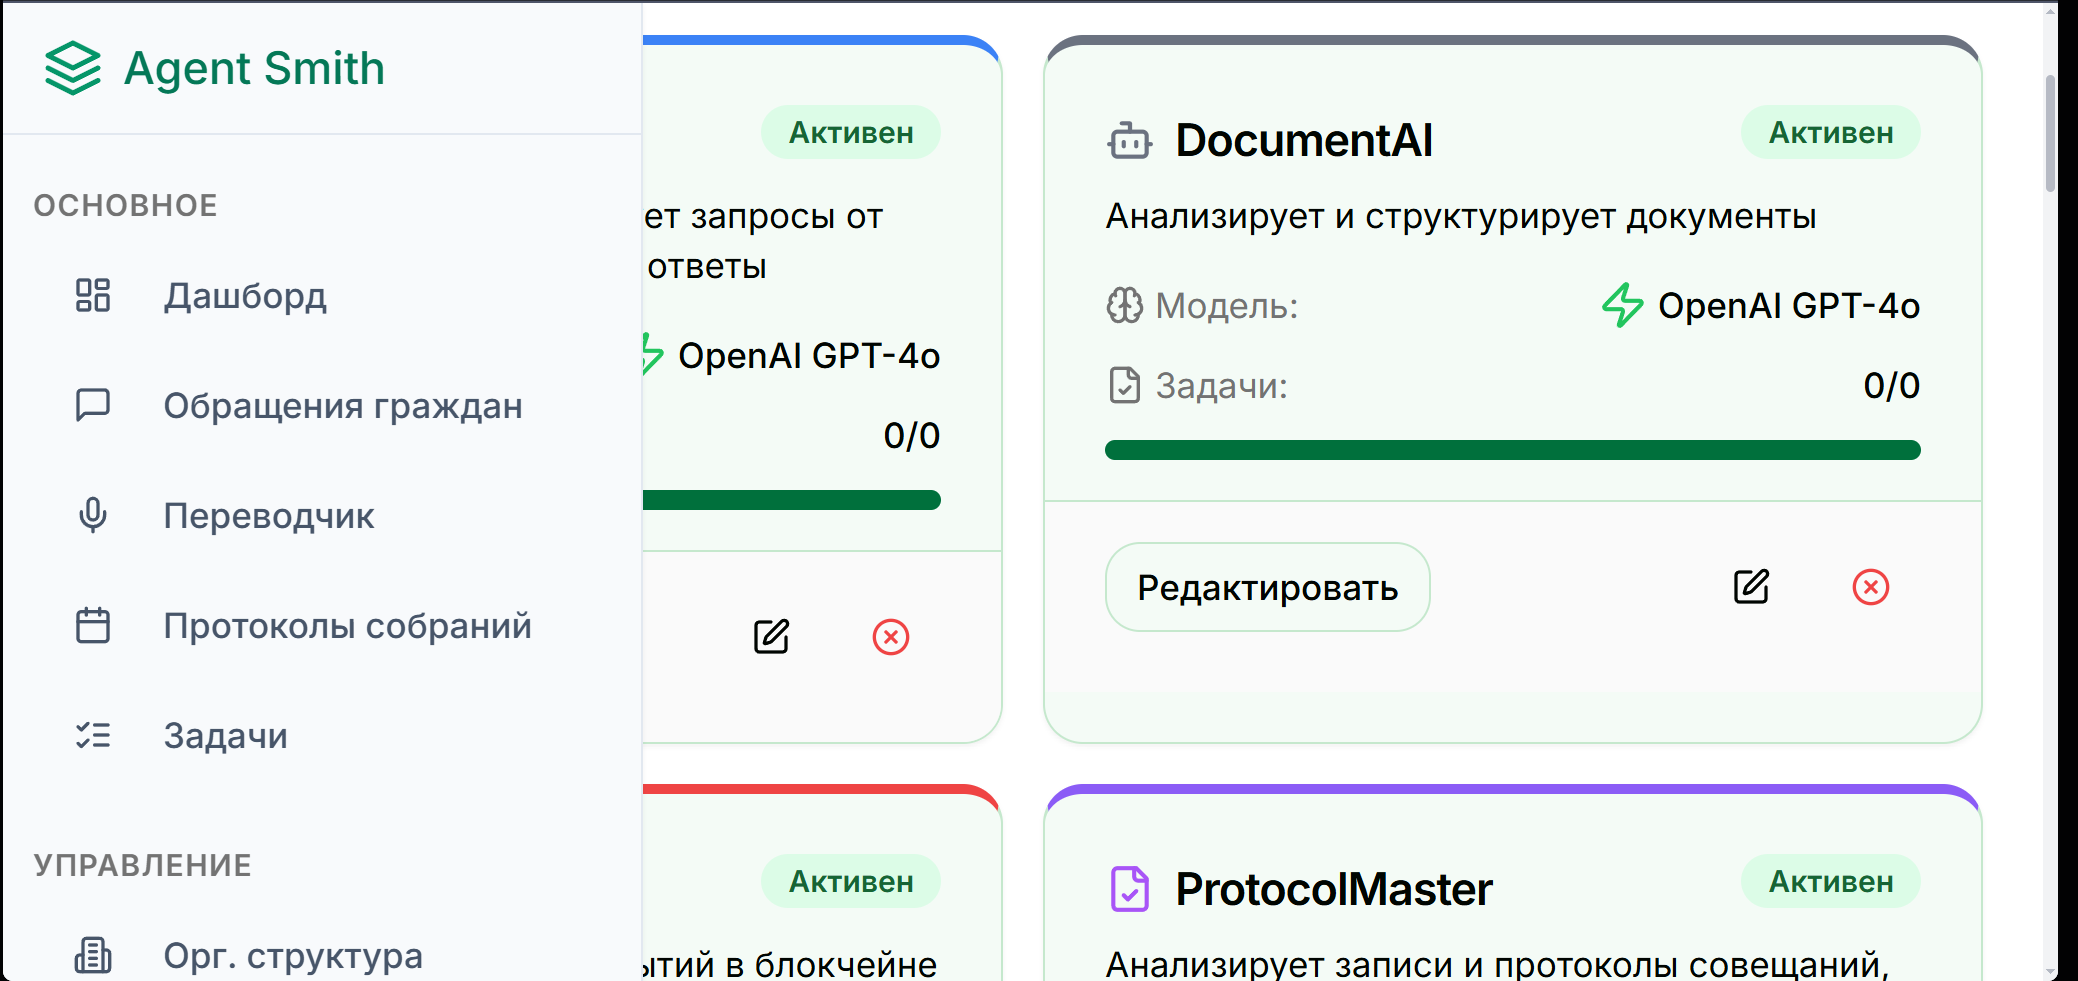 Agent Smith
ОСНОВНОЕ
Дашборд
Обращения граждан
Переводчик
Протоколы собраний
Задачи
УПРАВЛЕНИЕ
Орг. структура
Активен
запросы от
ответы
OpenAI GPT-4o
0/0
DocumentAI
Активен
Анализирует и структурирует документы
Модель:
OpenAI GPT-4o
Задачи:
0/0
Редактировать
Активен
в блокчейне
ProtocolMaster
Активен
Анализирует записи и протоколы совещаний,